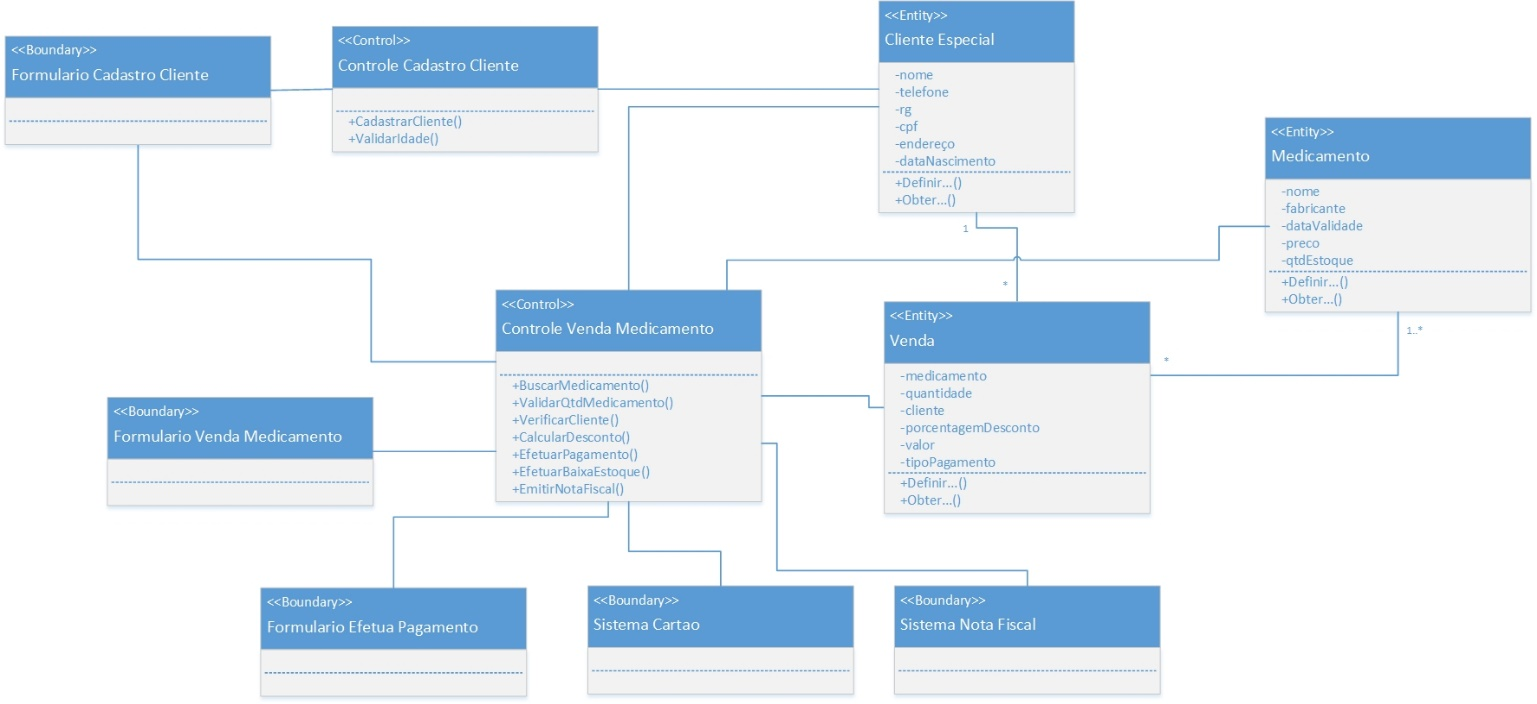 <<Boundary>>
Formulario Cadastro Cliente
<<Control>>
Controle Cadastro Cliente
+CadastrarCliente()
+ValidarIdade()
<<Entity>>
Cliente Especial
-nome
-telefone
-rg
-cpf
-endereço
-dataNascimento
+Definir...()
+Obter...()
1
*
<<Entity>>
Medicamento
-nome
-fabricante
-dataValidade
-preco
-qtdEstoque
+Definir...()
+Obter...()
1..*
*
<<Control>>
Controle Venda Medicamento
+BuscarMedicamento()
+ValidarQtdMedicamento()
+VerificarCliente()
+CalcularDesconto()
+EfetuarPagamento()
+EfetuarBaixaEstoque()
+EmitirNotaFiscal()
<<Entity>>
Venda
-medicamento
-quantidade
-cliente
-porcentagemDesconto
-valor
-tipoPagamento
+Definir...()
+Obter...()
<<Boundary>>
Formulario Venda Medicamento
<<Boundary>>
Formulario Efetua Pagamento
<<Boundary>>
Sistema Cartao
<<Boundary>>
Sistema Nota Fiscal